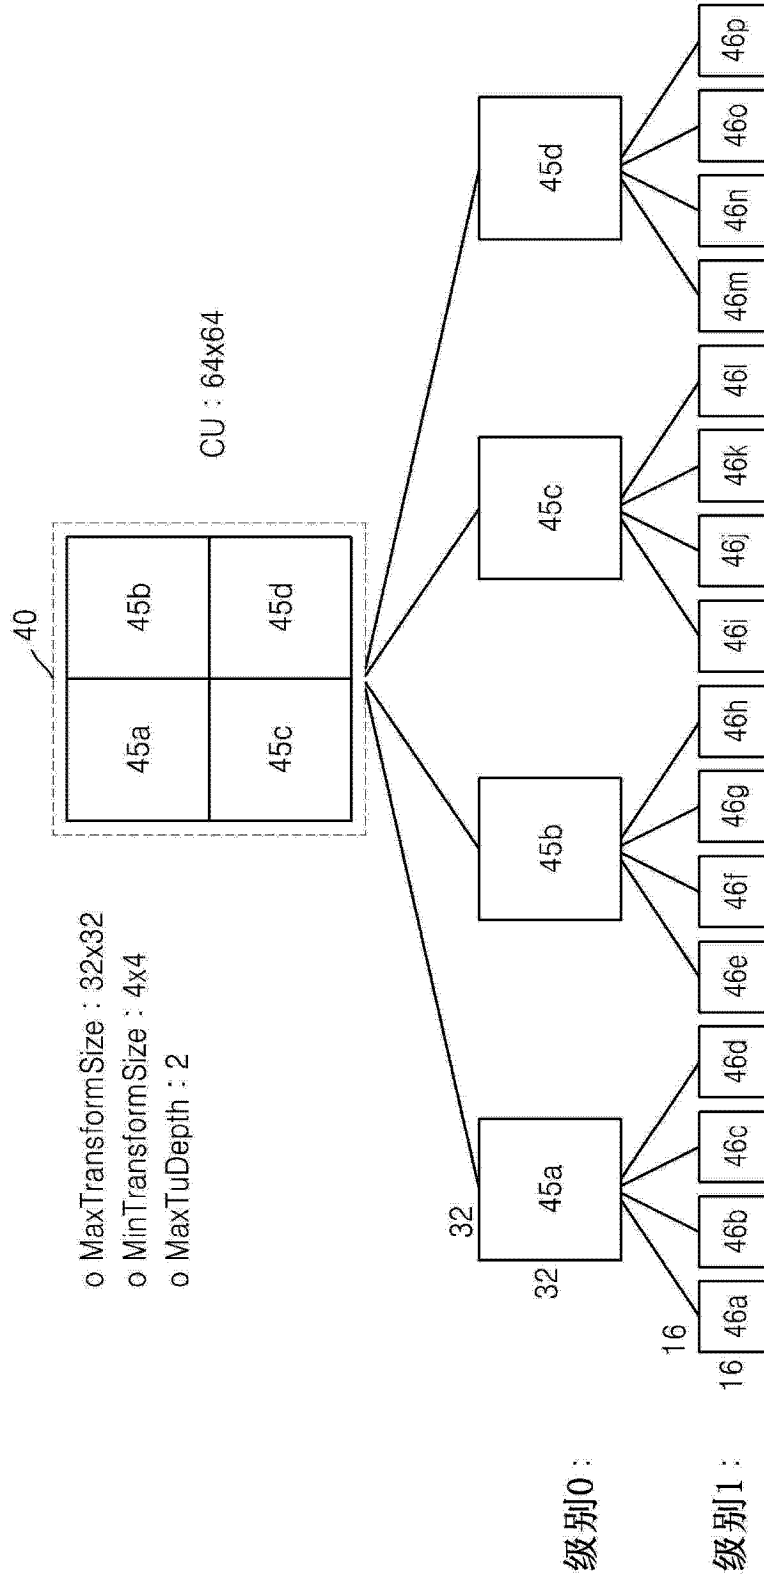 40
o MaxTransformSize : 32x32
o MinTransformSize : 4x4
o MaxTuDepth : 2
CU : 64x64
45a 45b
45c 45d
级别0 :
32
32
45a 45b 45c 45d
级别1 :
16
16
46a 46b 46c 46d 46e 46f 46g 46h 46i 46j 46k 46l 46m 46n 46o 46p